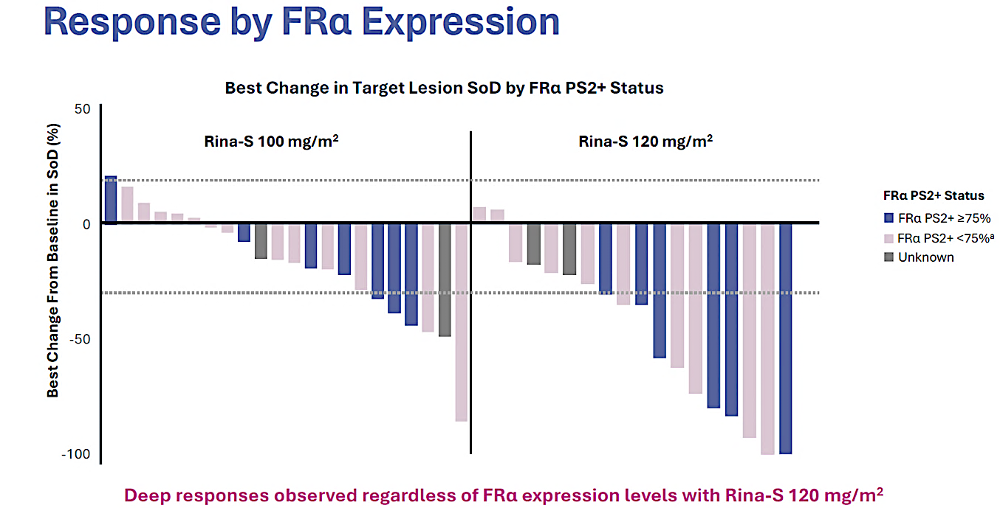 Response by FRα Expression
Best Change in Target Lesion SoD by FRα PS2+ Status
Best Change From Baseline in SoD (%)
50
0
-50
-100
Rina-S 100 mg/m²
Rina-S 120 mg/m²
FRα PS2+ Status
FRα PS2+ ≥75%
FRα PS2+ <75%ᵃ
Unknown
Deep responses observed regardless of FRα expression levels with Rina-S 120 mg/m²